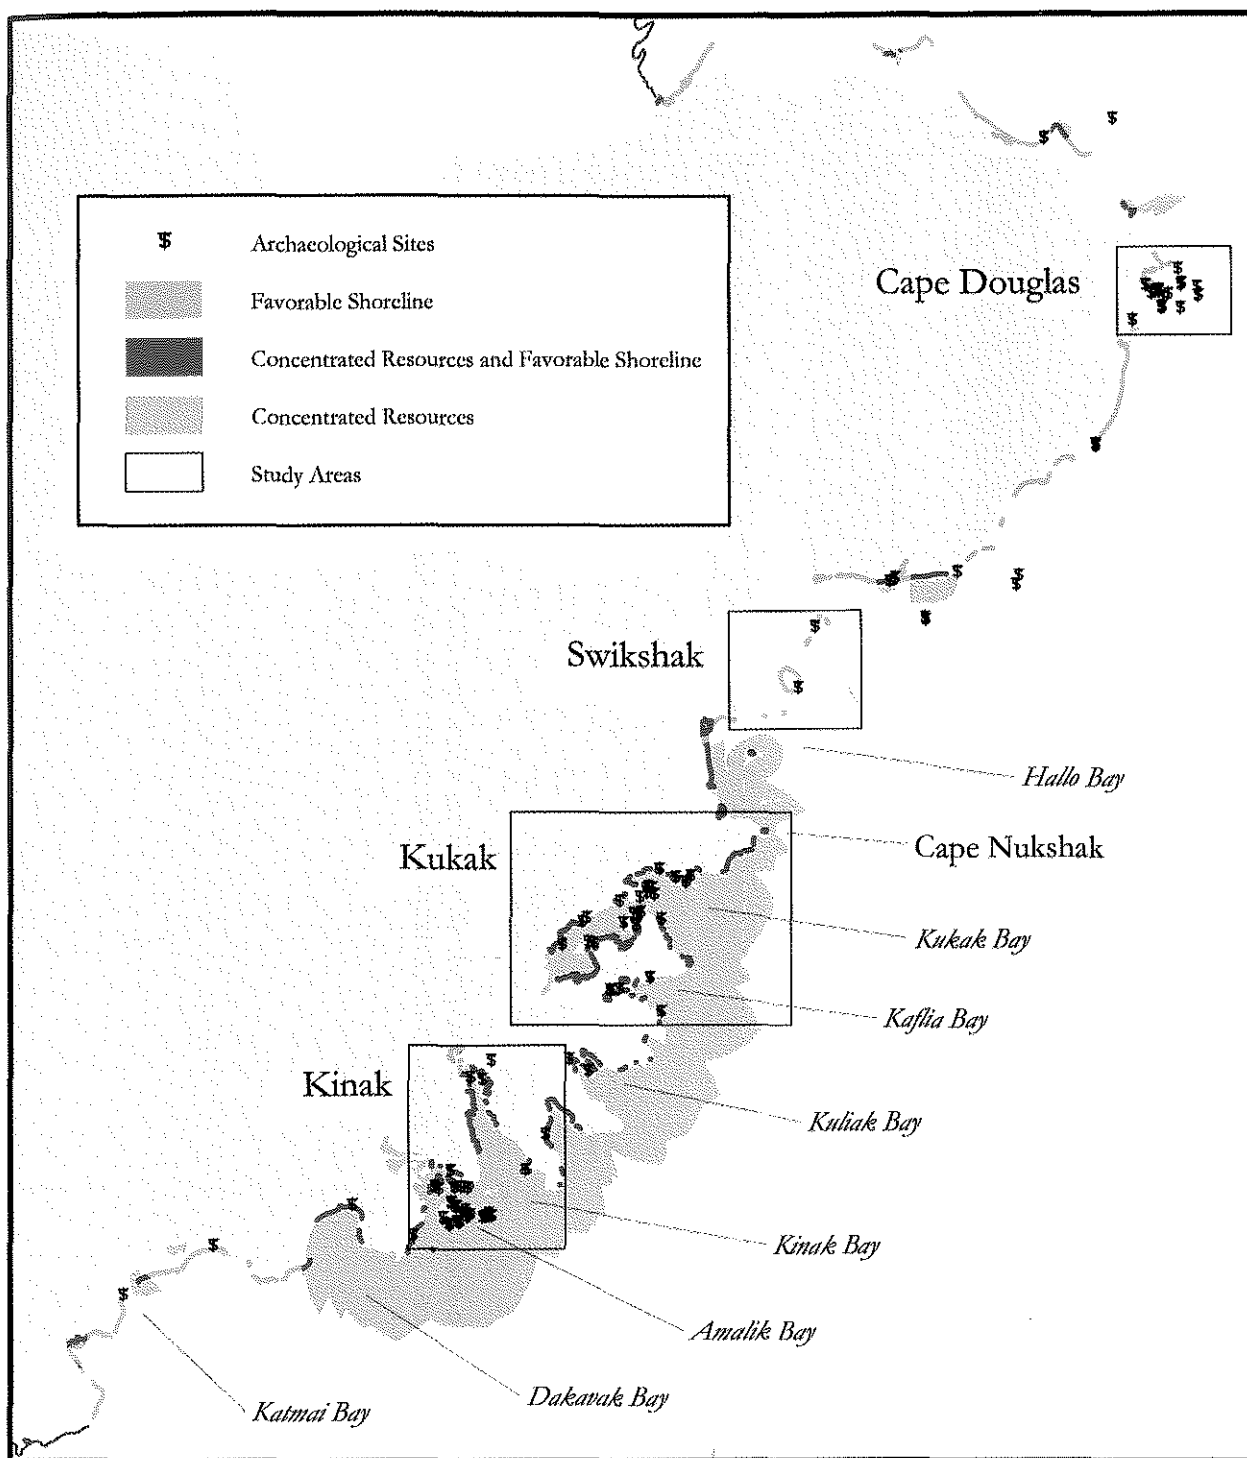 Archaeological Sites
Favorable Shoreline
Concentrated Resources and Favorable Shoreline
Concentrated Resources
Study Areas
Cape Douglas
Swikshak
Hallo Bay
Kukak
Cape Nukshak
Kukak Bay
Kaflia Bay
Kinak
Kuliak Bay
Kinak Bay
Amalik Bay
Dakavak Bay
Katmai Bay